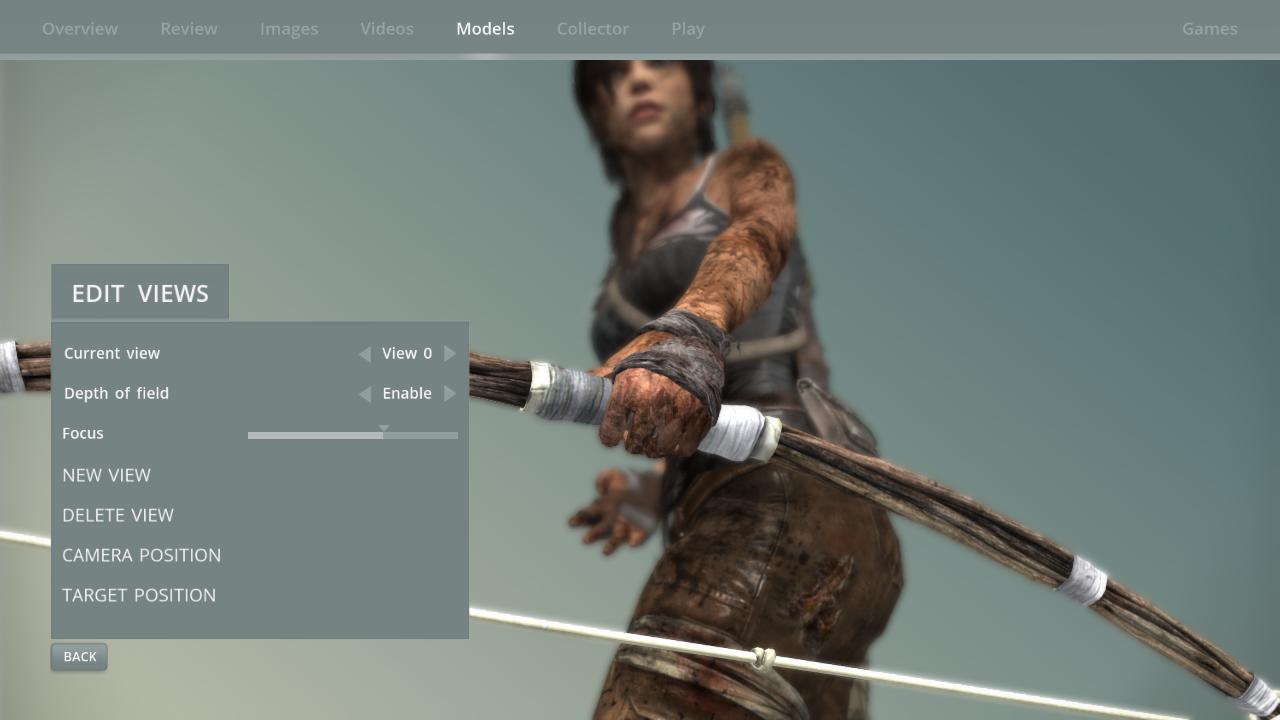 Overview Review Images Videos Models Collector Play Games
EDIT VIEWS
Current view View 0
Depth of field Enable
Focus
NEW VIEW
DELETE VIEW
CAMERA POSITION
TARGET POSITION
BACK